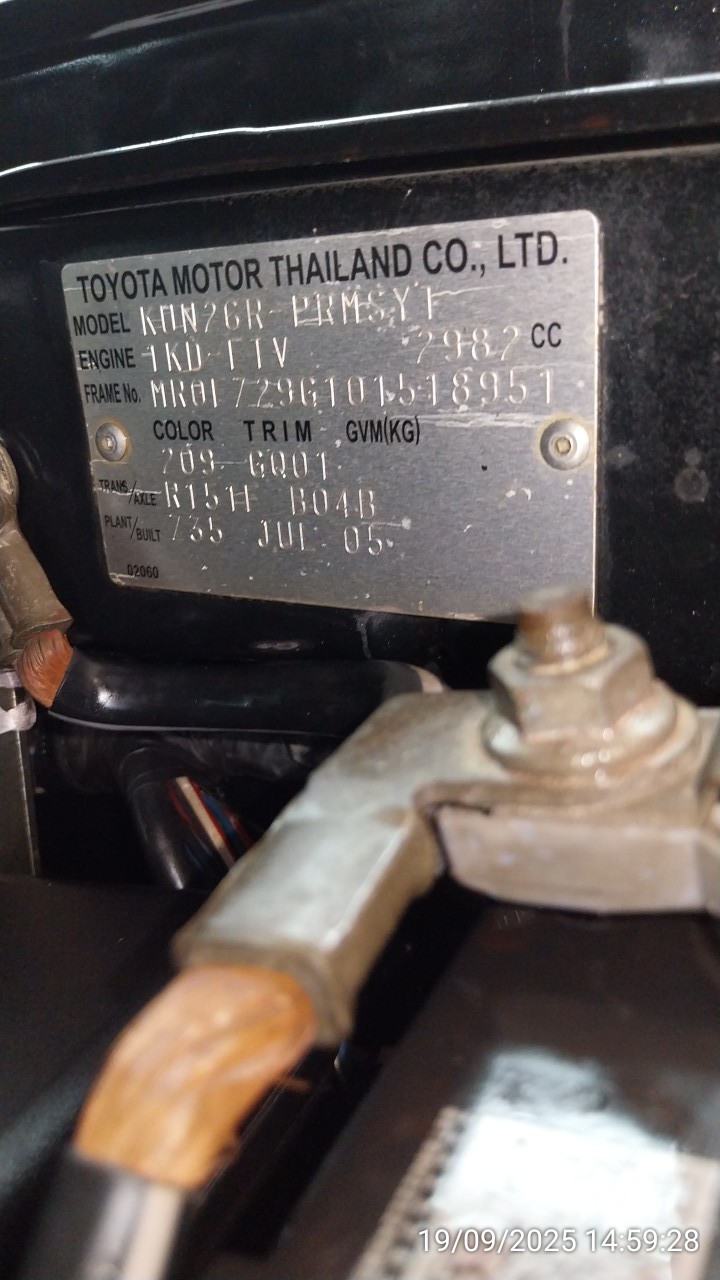 TOYOTA MOTOR THAILAND CO., LTD.
MODEL KUN26R-PRMSYT
ENGINE 1KD-FTV 2982 CC
FRAME No. MR0FZ29G101518951
COLOR TRIM GVM(KG)
209 GQ01
TRANS/AXLE R151F B04B
PLANT/BUILT 735 JUL 05
02060
19/09/2025 14:59:28